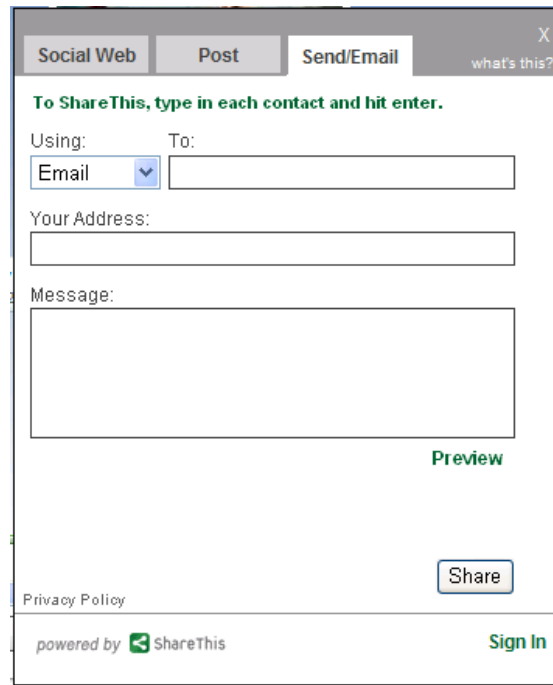 X
Social Web Post Send/Email
what's this?
To ShareThis, type in each contact and hit enter.
Using: To:
Email
Your Address:
Message:
Preview
Share
Privacy Policy
powered by ShareThis Sign In